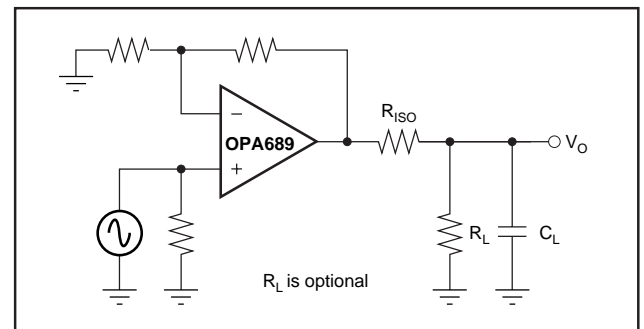 R_ISO
−
OPA689
+
V_O
R_L
C_L
R_L is optional